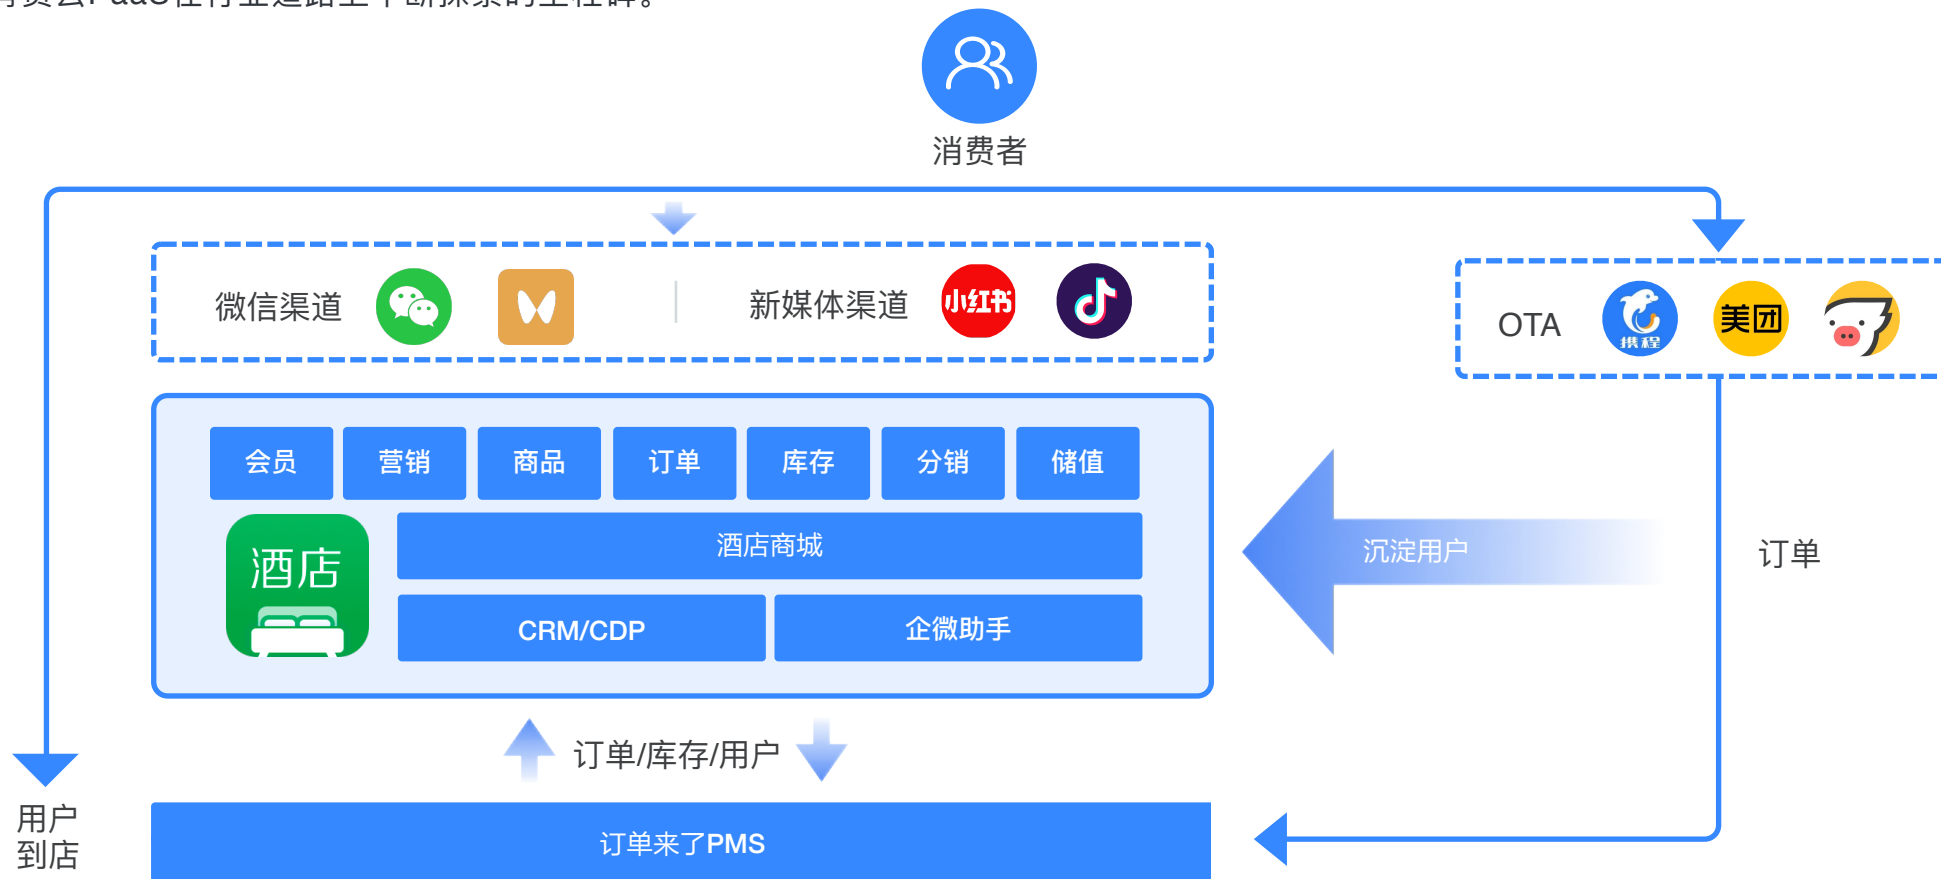 消费者
微信渠道
新媒体渠道
小红书
OTA
携程
美团
会员
营销
商品
订单
库存
分销
储值
酒店
酒店商城
CRM/CDP
企微助手
沉淀用户
订单
订单/库存/用户
用户
到店
订单来了PMS